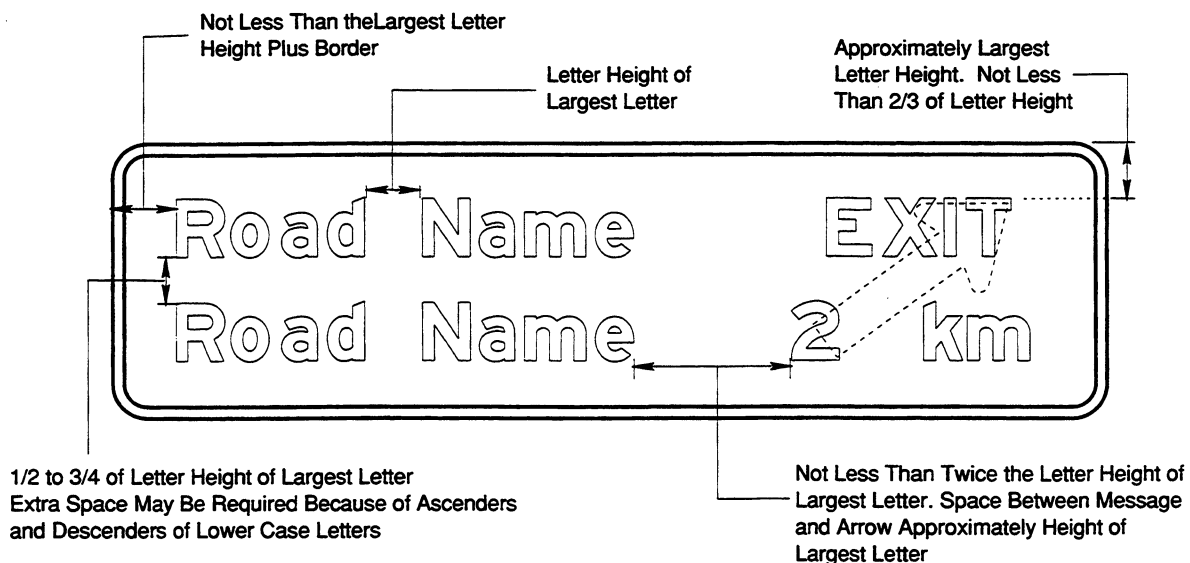 Not Less Than theLargest Letter
Height Plus Border
Letter Height of
Largest Letter
Approximately Largest
Letter Height. Not Less
Than 2/3 of Letter Height
Road Name EXIT
Road Name 2 km
1/2 to 3/4 of Letter Height of Largest Letter
Extra Space May Be Required Because of Ascenders
and Descenders of Lower Case Letters
Not Less Than Twice the Letter Height of
Largest Letter. Space Between Message
and Arrow Approximately Height of
Largest Letter